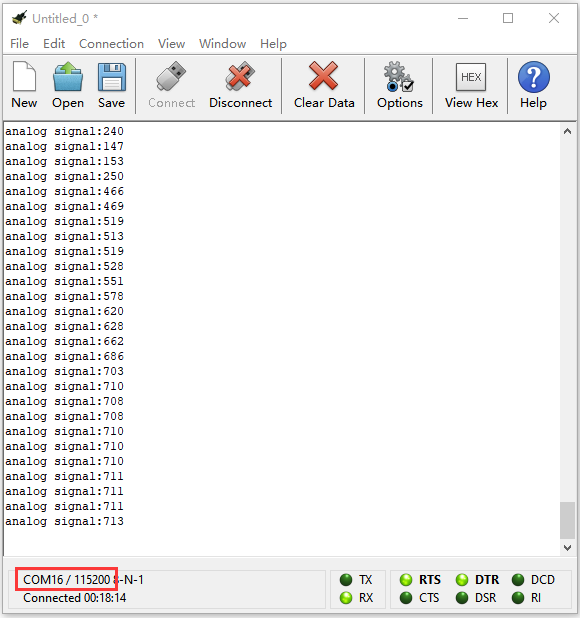 Untitled_0 *
File Edit Connection View Window Help
HEX
New Open Save Connect Disconnect Clear Data Options View Hex Help
analog signal:240
analog signal:147
analog signal:153
analog signal:250
analog signal:466
analog signal:469
analog signal:519
analog signal:513
analog signal:519
analog signal:528
analog signal:551
analog signal:578
analog signal:620
analog signal:628
analog signal:662
analog signal:686
analog signal:703
analog signal:710
analog signal:708
analog signal:708
analog signal:710
analog signal:710
analog signal:710
analog signal:711
analog signal:711
analog signal:711
analog signal:713
COM16 / 115200 8-N-1 TX RTS DTR DCD
Connected 00:18:14 RX CTS DSR RI